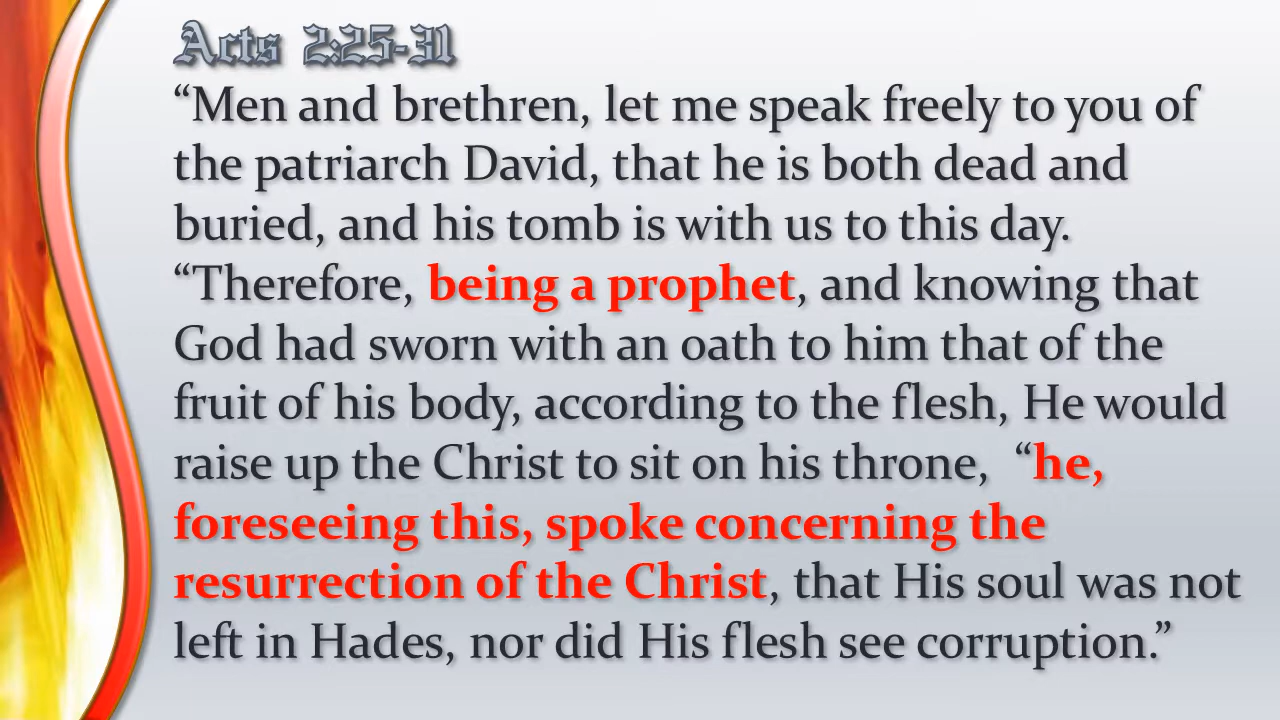 Acts 2:25-31
“Men and brethren, let me speak freely to you of
the patriarch David, that he is both dead and
buried, and his tomb is with us to this day.
“Therefore, being a prophet, and knowing that
God had sworn with an oath to him that of the
fruit of his body, according to the flesh, He would
raise up the Christ to sit on his throne,  “he,
foreseeing this, spoke concerning the
resurrection of the Christ, that His soul was not
left in Hades, nor did His flesh see corruption.”